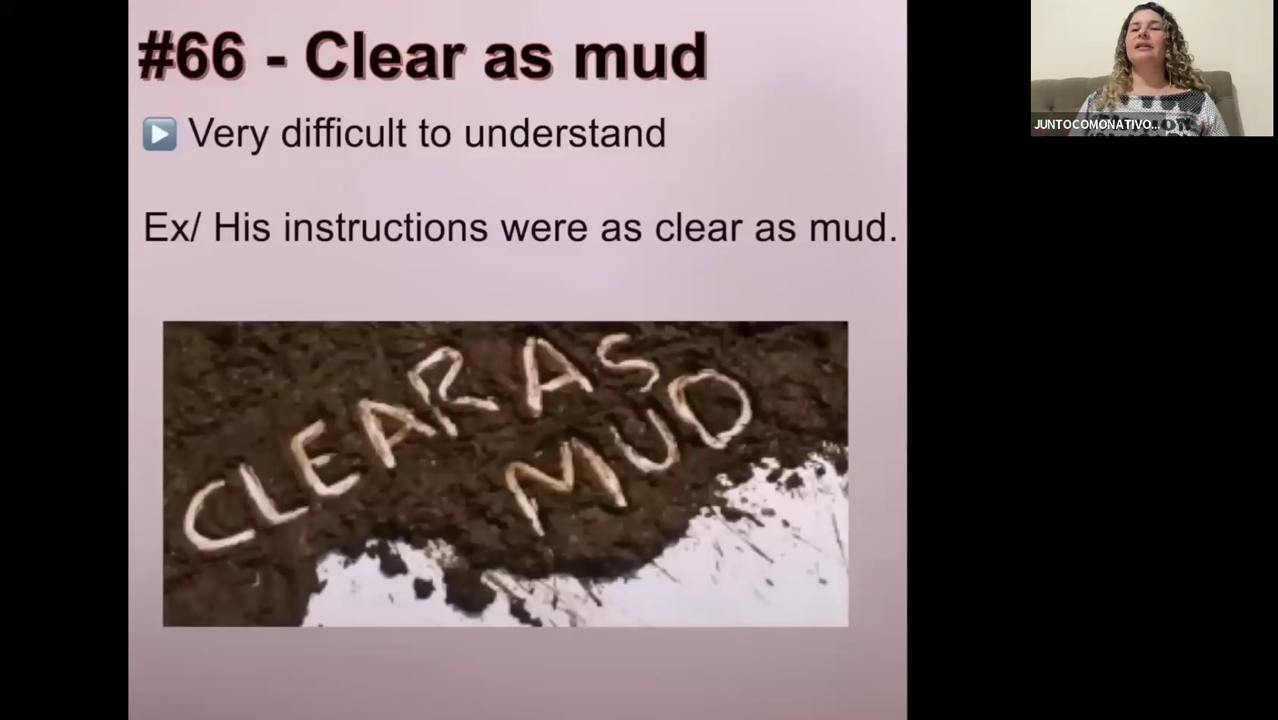 #66 - Clear as mud
Very difficult to understand
Ex/ His instructions were as clear as mud.
CLEAR AS
MUD
JUNTOCOMONATIVO...